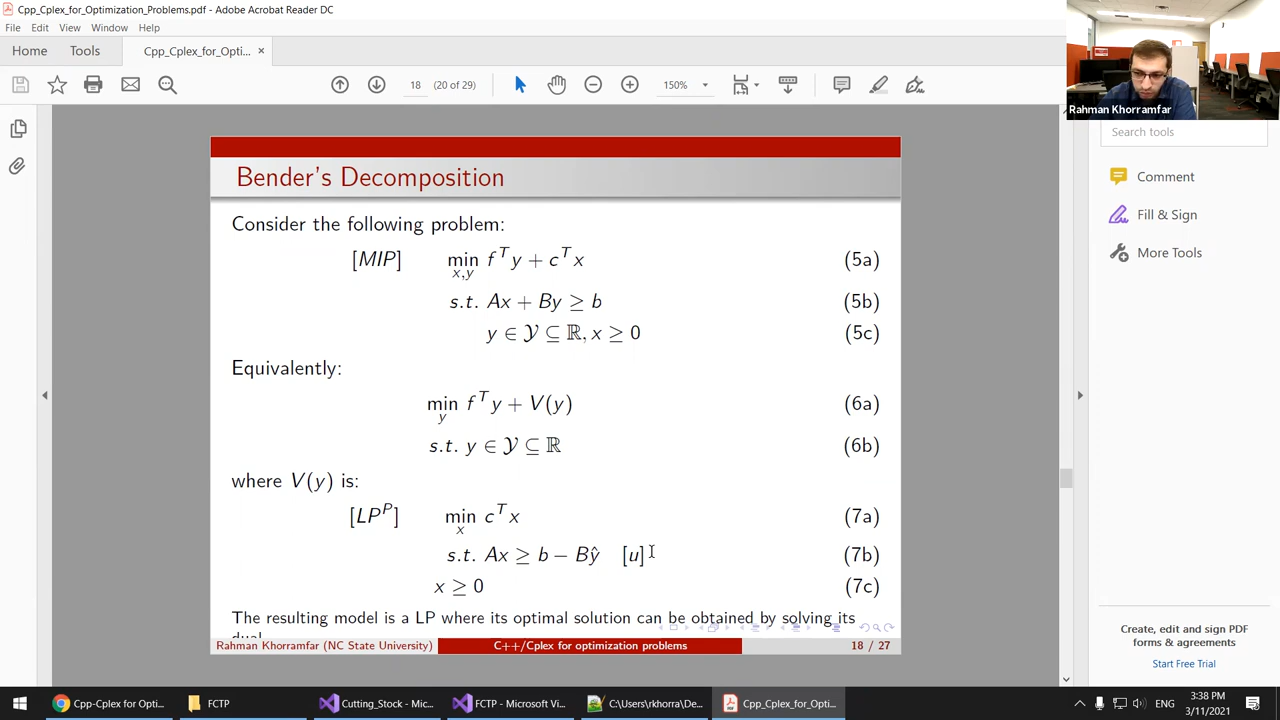 Cpp_Cplex_for_Optimization_Problems.pdf - Adobe Acrobat Reader DC
File Edit View Window Help
Home Tools Cpp_Cplex_for_Opti... ×
18 (20 of 29) 150%
Rahman Khorramfar
Search tools
Comment
Fill & Sign
More Tools
Bender's Decomposition
Consider the following problem:
[MIP] min x,y f^T y + c^T x (5a)
s.t. Ax + By ≥ b (5b)
y ∈ 𝒴 ⊆ ℝ, x ≥ 0 (5c)
Equivalently:
min y f^T y + V(y) (6a)
s.t. y ∈ 𝒴 ⊆ ℝ (6b)
where V(y) is:
[LP^P] min x c^T x (7a)
s.t. Ax ≥ b − Bŷ [u] (7b)
x ≥ 0 (7c)
The resulting model is a LP where its optimal solution can be obtained by solving its
dual
Rahman Khorramfar (NC State University) C++/Cplex for optimization problems 18 / 27
Create, edit and sign PDF
forms & agreements
Start Free Trial
Cpp-Cplex for Optim... FCTP Cutting_Stock - Mic... FCTP - Microsoft Vi... C:\Users\rkhorra\De... Cpp_Cplex_for_Opti...
ENG
3:38 PM
3/11/2021